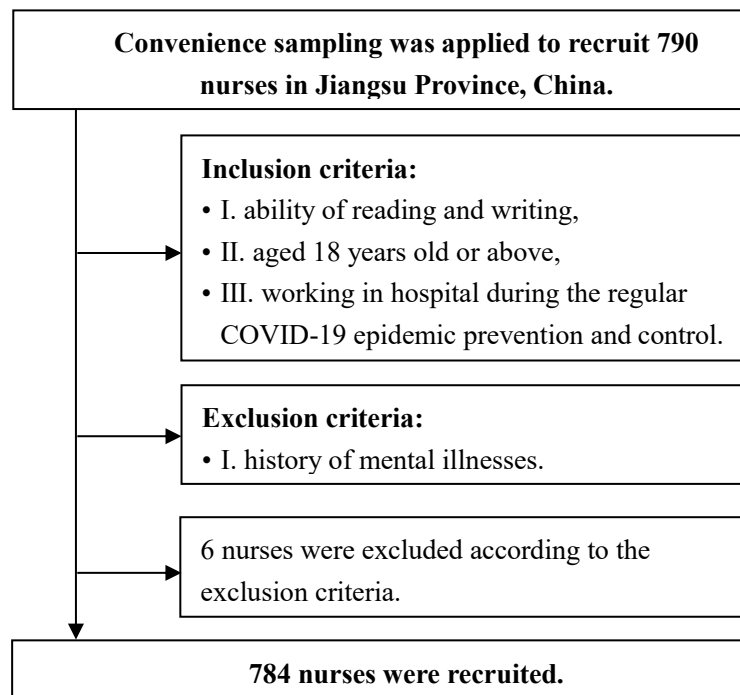 Convenience sampling was applied to recruit 790
nurses in Jiangsu Province, China.
Inclusion criteria:
• I. ability of reading and writing,
• II. aged 18 years old or above,
• III. working in hospital during the regular
COVID-19 epidemic prevention and control.
Exclusion criteria:
• I. history of mental illnesses.
6 nurses were excluded according to the
exclusion criteria.
784 nurses were recruited.